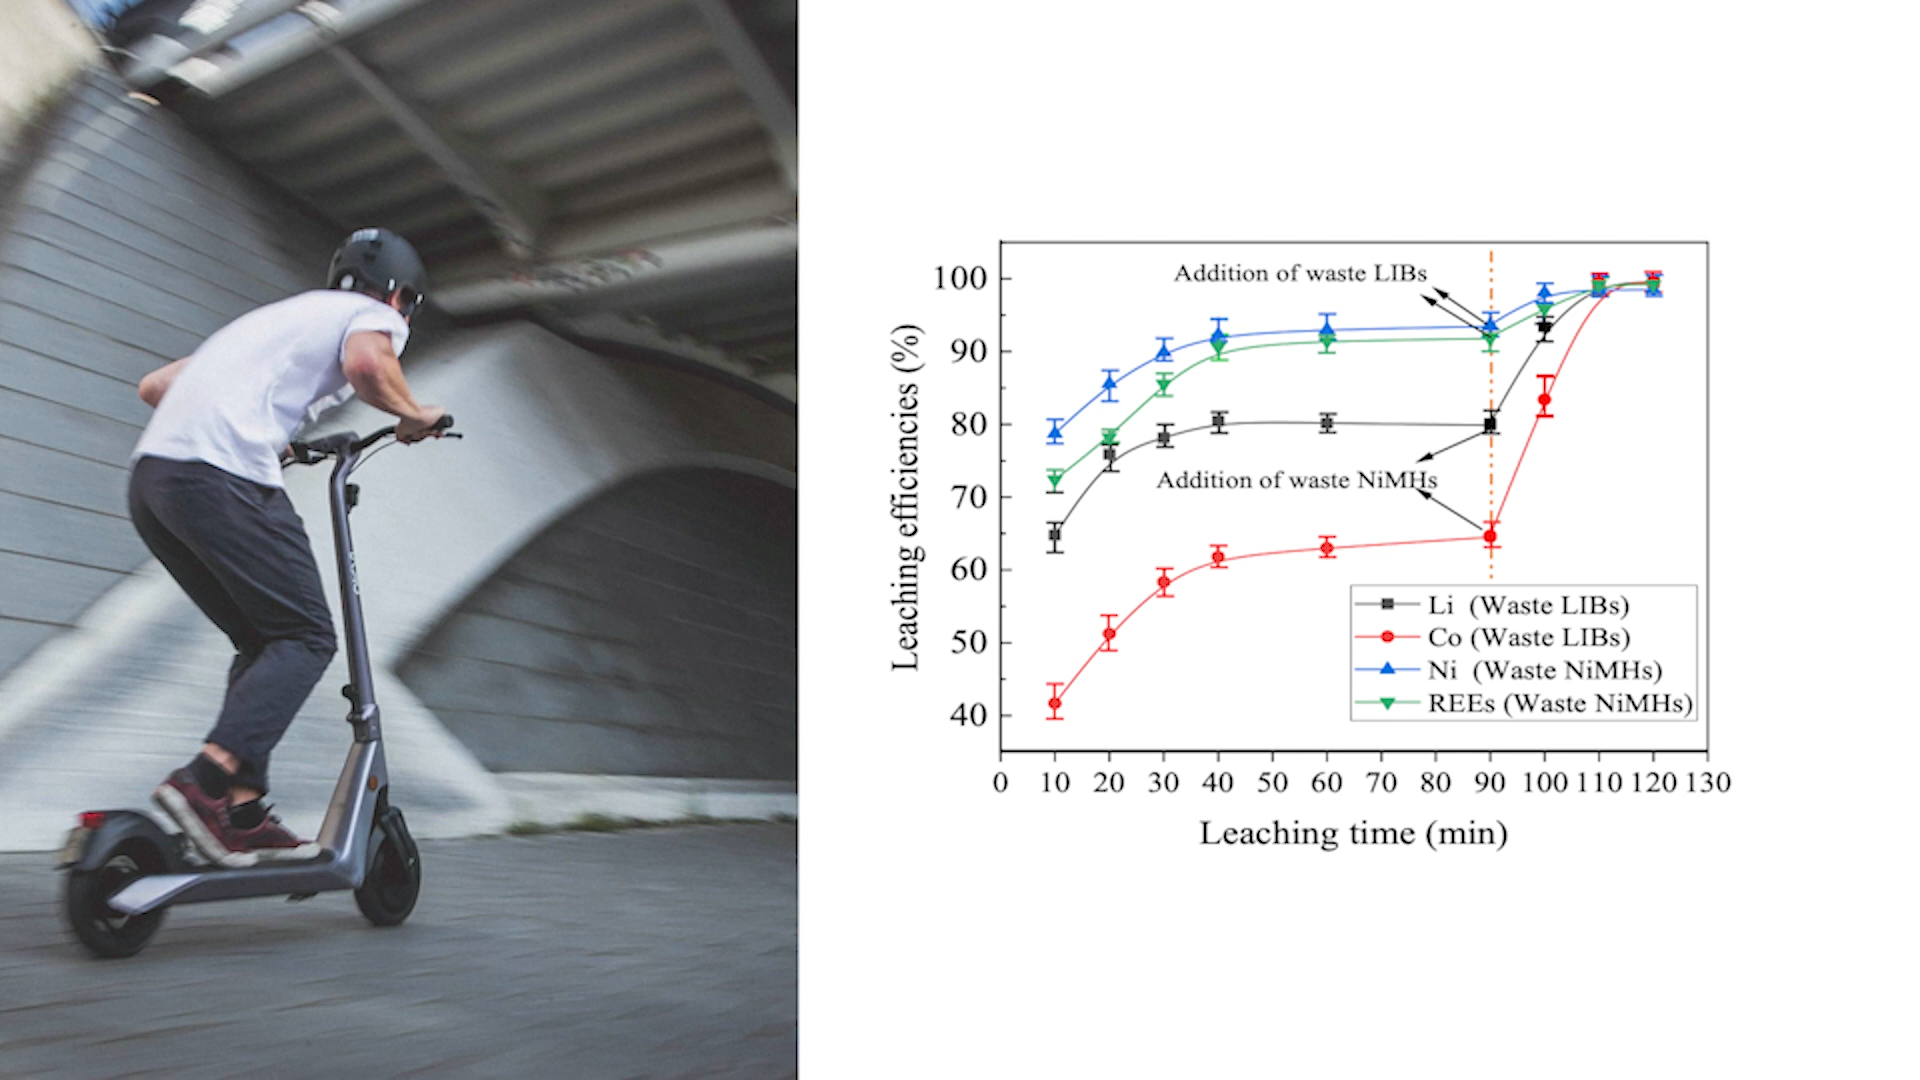 Addition of waste LIBs
Addition of waste NiMHs
Leaching efficiencies (%)
100
90
80
70
60
50
40
0 10 20 30 40 50 60 70 80 90 100 110 120 130
Leaching time (min)
Li (Waste LIBs)
Co (Waste LIBs)
Ni (Waste NiMHs)
REEs (Waste NiMHs)